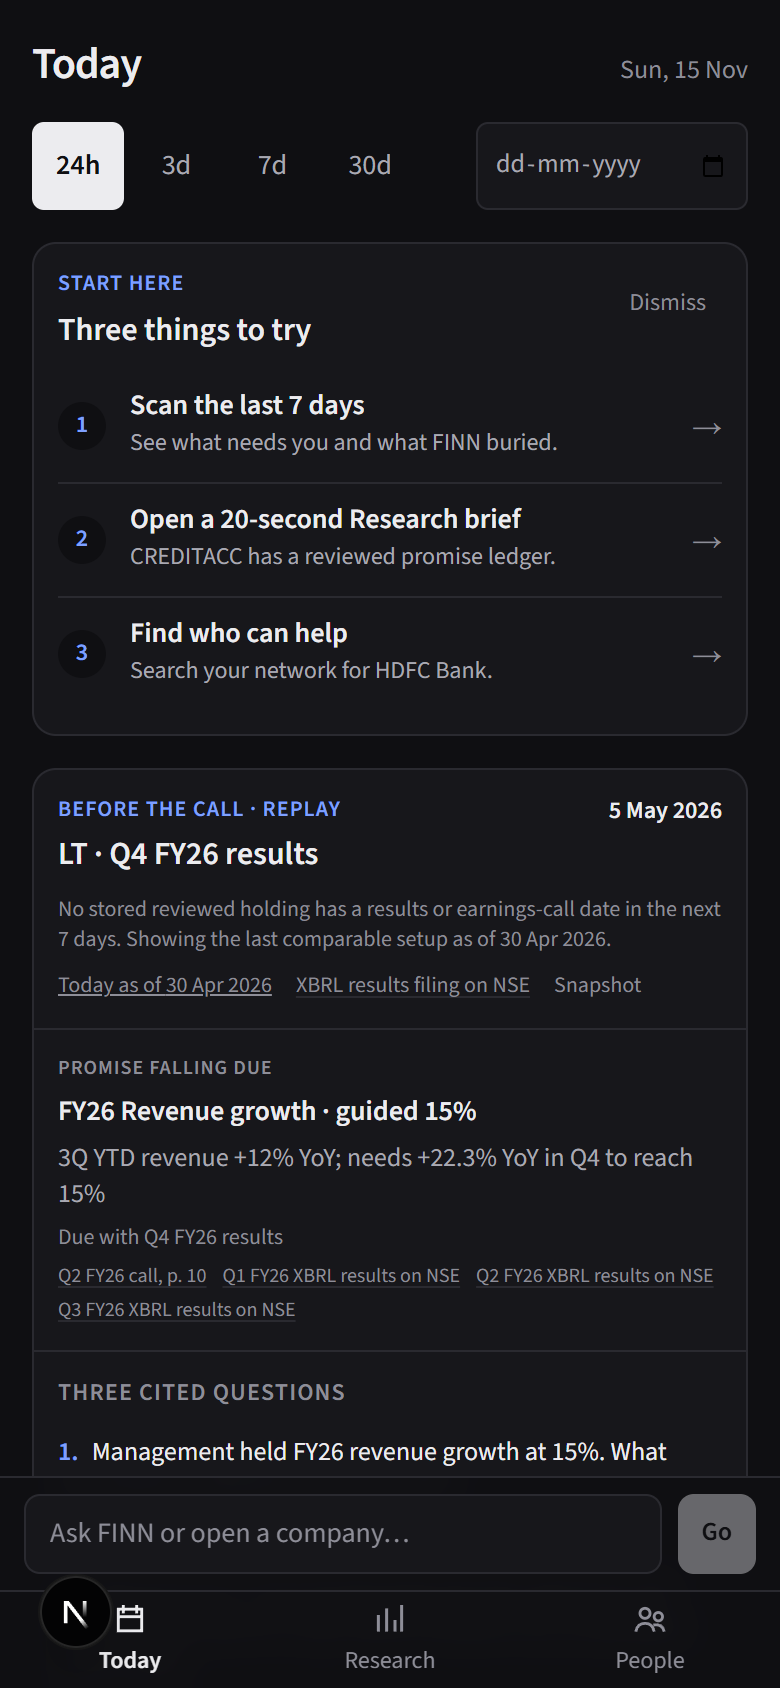 Today
Sun, 15 Nov
24h 3d 7d 30d dd-mm-yyyy
START HERE
Three things to try
Dismiss
1 Scan the last 7 days →
See what needs you and what FINN buried.
2 Open a 20-second Research brief →
CREDITACC has a reviewed promise ledger.
3 Find who can help →
Search your network for HDFC Bank.
BEFORE THE CALL · REPLAY
5 May 2026
LT · Q4 FY26 results
No stored reviewed holding has a results or earnings-call date in the next
7 days. Showing the last comparable setup as of 30 Apr 2026.
Today as of 30 Apr 2026 XBRL results filing on NSE Snapshot
PROMISE FALLING DUE
FY26 Revenue growth · guided 15%
3Q YTD revenue +12% YoY; needs +22.3% YoY in Q4 to reach
15%
Due with Q4 FY26 results
Q2 FY26 call, p. 10 Q1 FY26 XBRL results on NSE Q2 FY26 XBRL results on NSE
Q3 FY26 XBRL results on NSE
THREE CITED QUESTIONS
1. Management held FY26 revenue growth at 15%. What
Ask FINN or open a company…
Go
N
Today Research People